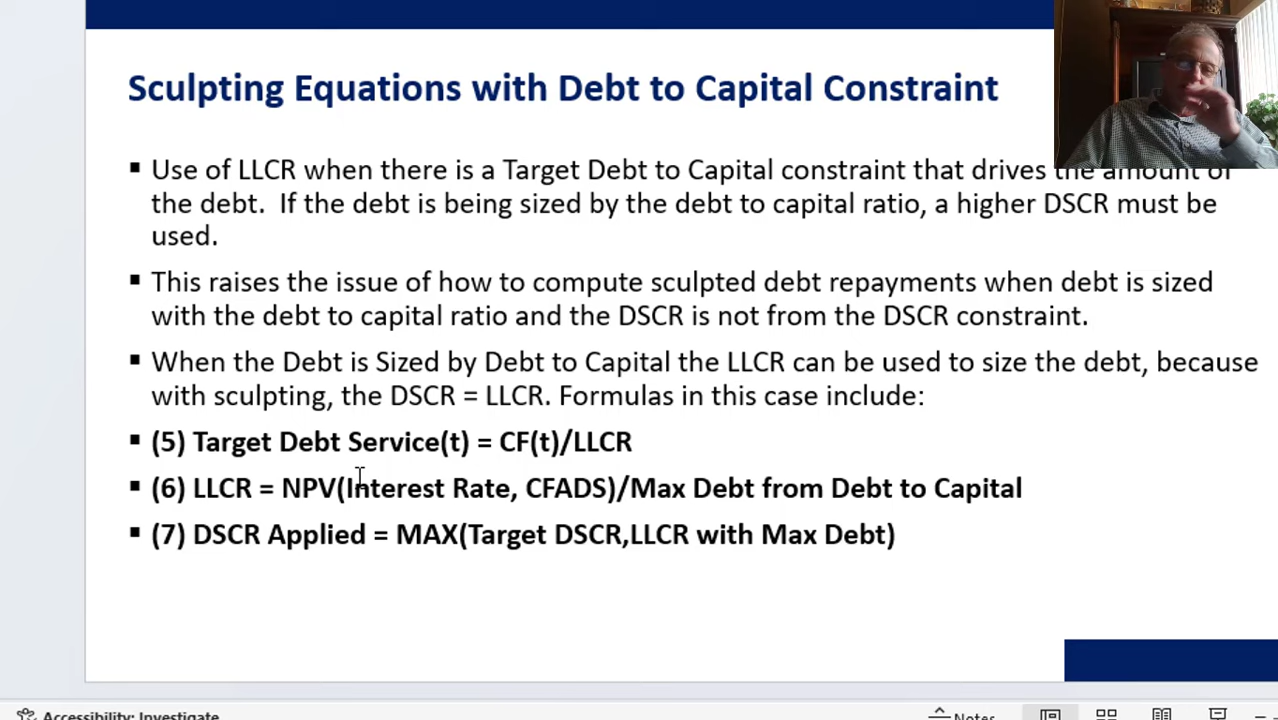 Sculpting Equations with Debt to Capital Constraint
▪ Use of LLCR when there is a Target Debt to Capital constraint that drives the amount of
the debt. If the debt is being sized by the debt to capital ratio, a higher DSCR must be
used.
▪ This raises the issue of how to compute sculpted debt repayments when debt is sized
with the debt to capital ratio and the DSCR is not from the DSCR constraint.
▪ When the Debt is Sized by Debt to Capital the LLCR can be used to size the debt, because
with sculpting, the DSCR = LLCR. Formulas in this case include:
▪ (5) Target Debt Service(t) = CF(t)/LLCR
▪ (6) LLCR = NPV(Interest Rate, CFADS)/Max Debt from Debt to Capital
▪ (7) DSCR Applied = MAX(Target DSCR,LLCR with Max Debt)
Accessibility: Investigate
Notes